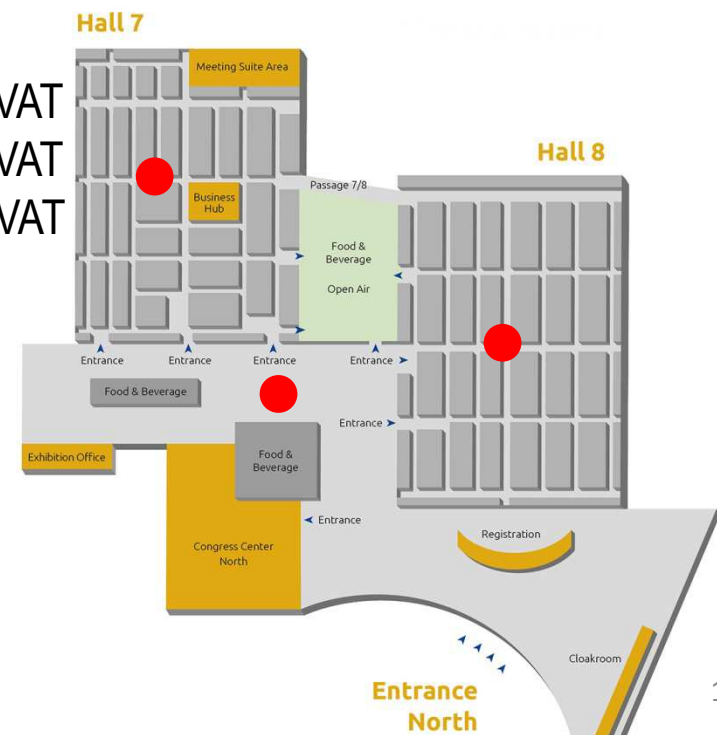 Hall 7
Meeting Suite Area
VAT
VAT
VAT
Hall 8
Passage 7/8
Business
Hub
Food &
Beverage
Open Air
Entrance
Entrance
Entrance
Entrance
Food & Beverage
Entrance
Exhibition Office
Food &
Beverage
Entrance
Registration
Congress Center
North
Cloakroom
Entrance
North
1